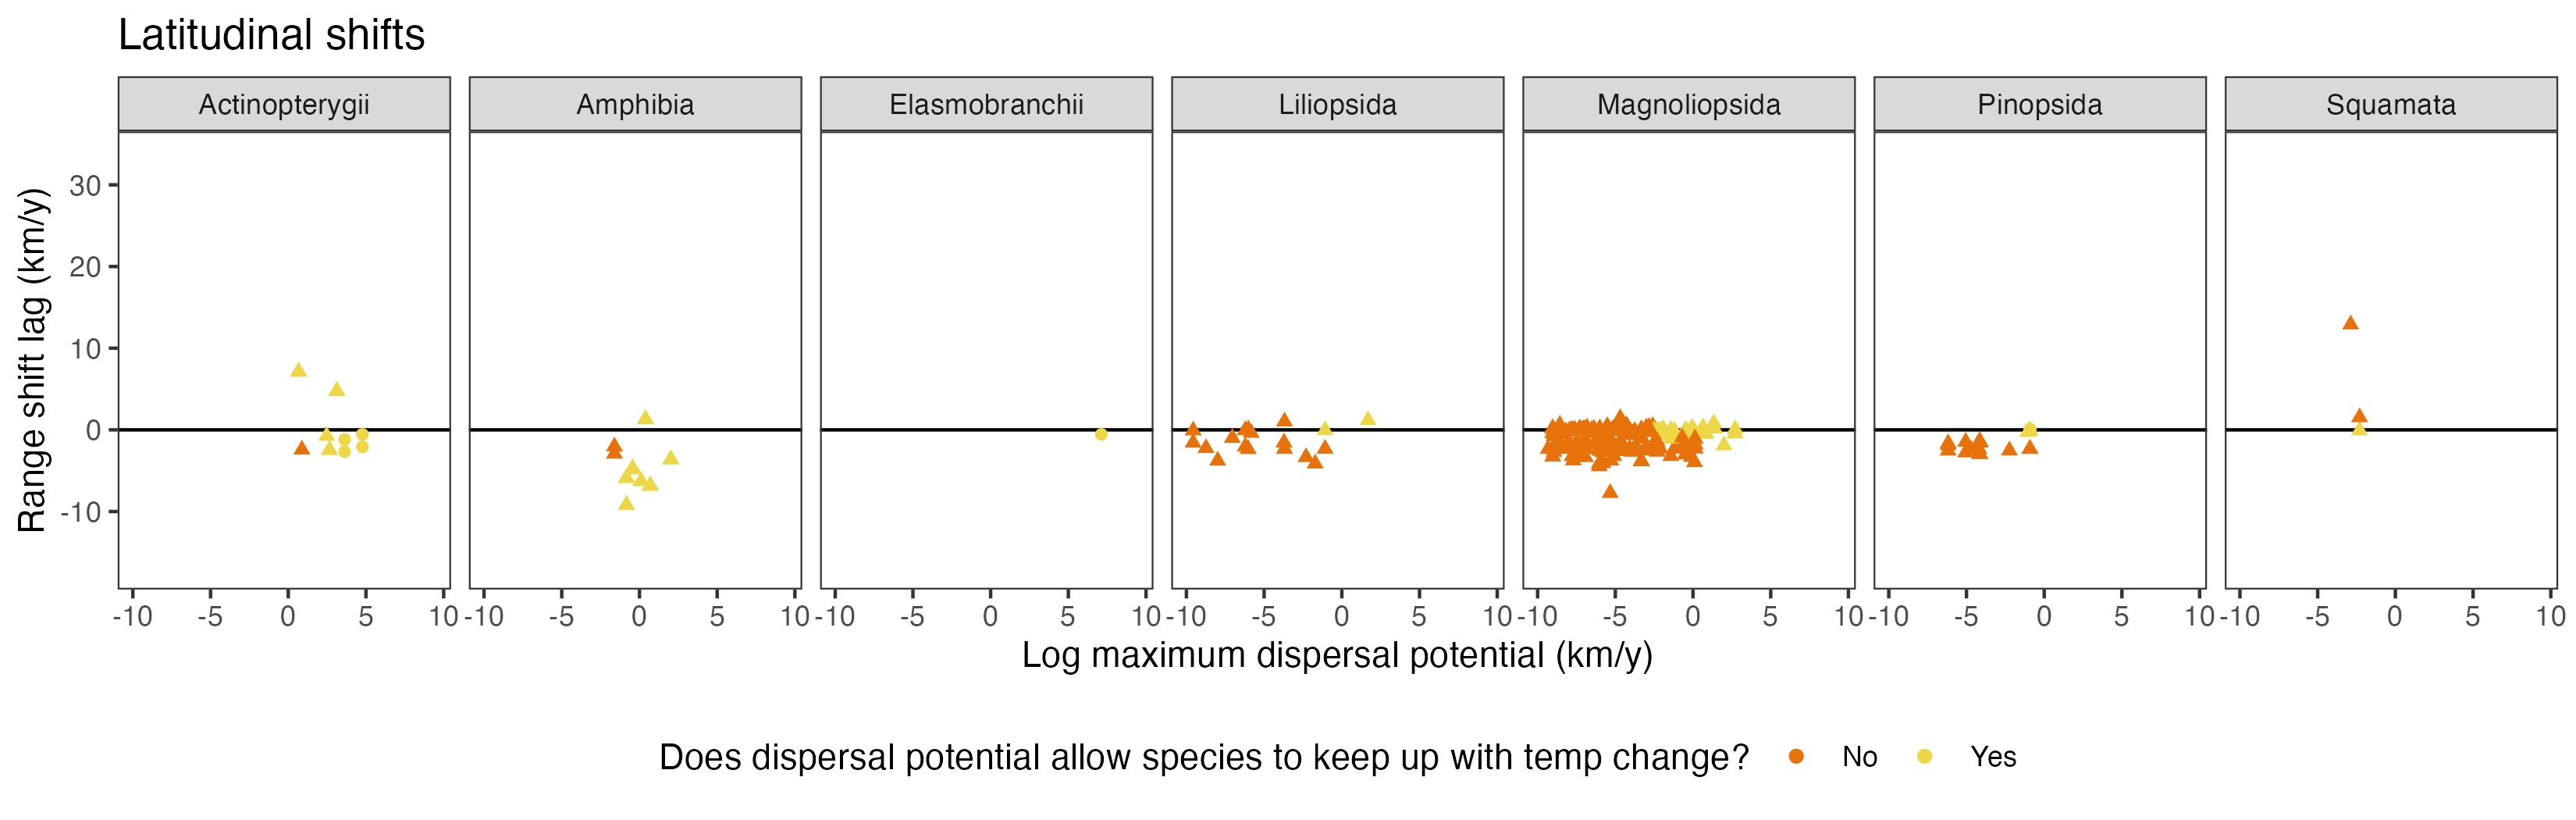 Latitudinal shifts
Actinopterygii Amphibia Elasmobranchii Liliopsida Magnoliopsida Pinopsida Squamata
Range shift lag (km/y)
30
20
10
0
-10
-10 -5 0 5 10 -10 -5 0 5 10 -10 -5 0 5 10 -10 -5 0 5 10 -10 -5 0 5 10 -10 -5 0 5 10 -10 -5 0 5 10
Log maximum dispersal potential (km/y)
Does dispersal potential allow species to keep up with temp change? No Yes